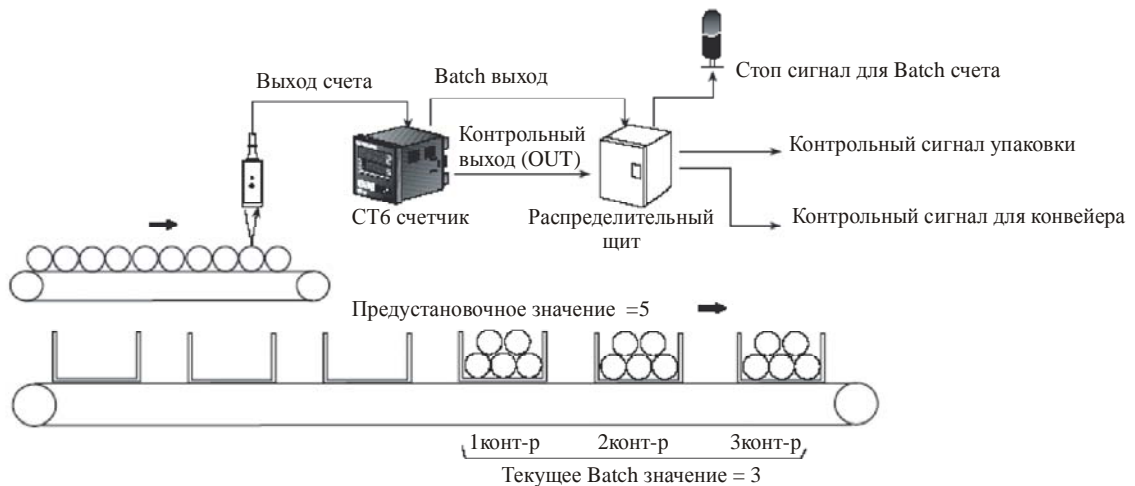 Выход счета
Batch выход
Стоп сигнал для Batch счета
Контрольный
выход (OUT)
Контрольный сигнал упаковки
СТ6 счетчик
Распределительный
щит
Контрольный сигнал для конвейера
Предустановочное значение =5
1конт-р
2конт-р
3конт-р
Текущее Batch значение = 3